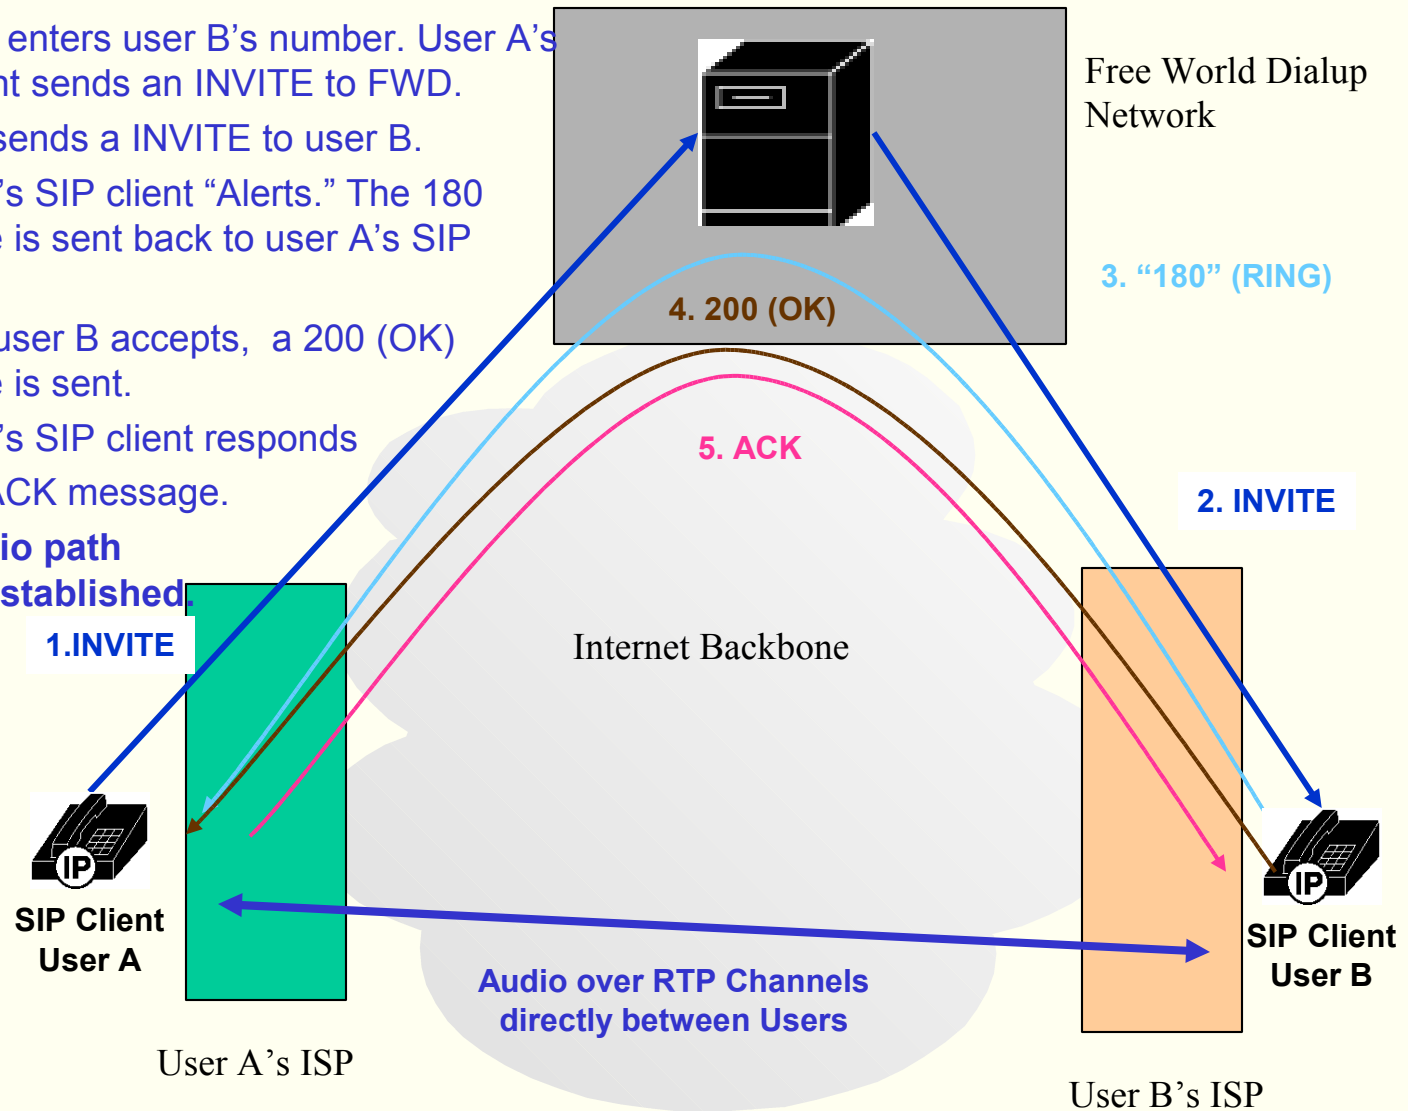 enters user B’s number. User A’s
nt sends an INVITE to FWD.
sends a INVITE to user B.
’s SIP client “Alerts.” The 180
e is sent back to user A’s SIP
user B accepts, a 200 (OK)
e is sent.
’s SIP client responds
ACK message.
io path
stablished.
Free World Dialup
Network
3. “180” (RING)
4. 200 (OK)
5. ACK
2. INVITE
1.INVITE
Internet Backbone
IP
SIP Client
User A
IP
SIP Client
User B
Audio over RTP Channels
directly between Users
User A’s ISP
User B’s ISP